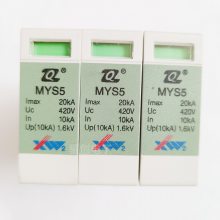 MYS5 MYS5 MYS5
Imax 20kA Imax 20kA Imax 20kA
Uc 420V Uc 420V Uc 420V
In 10kA In 10kA In 10kA
Up(10kA) 1.6kV Up(10kA) 1.6kV Up(10kA) 1.6kV